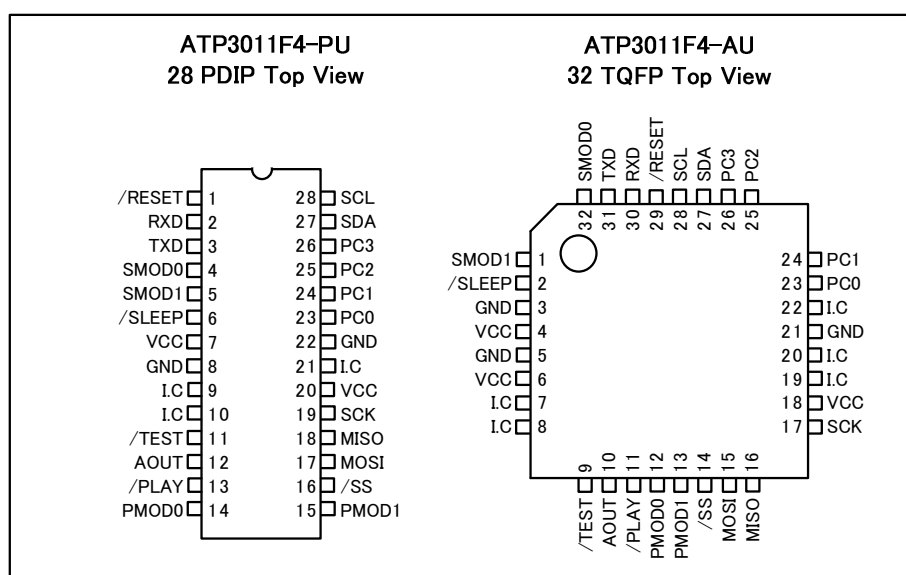 ATP3011F4-PU
28 PDIP Top View
/RESET 1
RXD 2
TXD 3
SMOD0 4
SMOD1 5
/SLEEP 6
VCC 7
GND 8
I.C 9
I.C 10
/TEST 11
AOUT 12
/PLAY 13
PMOD0 14
28 SCL
27 SDA
26 PC3
25 PC2
24 PC1
23 PC0
22 GND
21 I.C
20 VCC
19 SCK
18 MISO
17 MOSI
16 /SS
15 PMOD1
ATP3011F4-AU
32 TQFP Top View
SMOD0 32
TXD 31
RXD 30
/RESET 29
SCL 28
SDA 27
PC3 26
PC2 25
SMOD1 1
/SLEEP 2
GND 3
VCC 4
GND 5
VCC 6
I.C 7
I.C 8
24 PC1
23 PC0
22 I.C
21 GND
20 I.C
19 I.C
18 VCC
17 SCK
/TEST 9
AOUT 10
/PLAY 11
PMOD0 12
PMOD1 13
/SS 14
MOSI 15
MISO 16